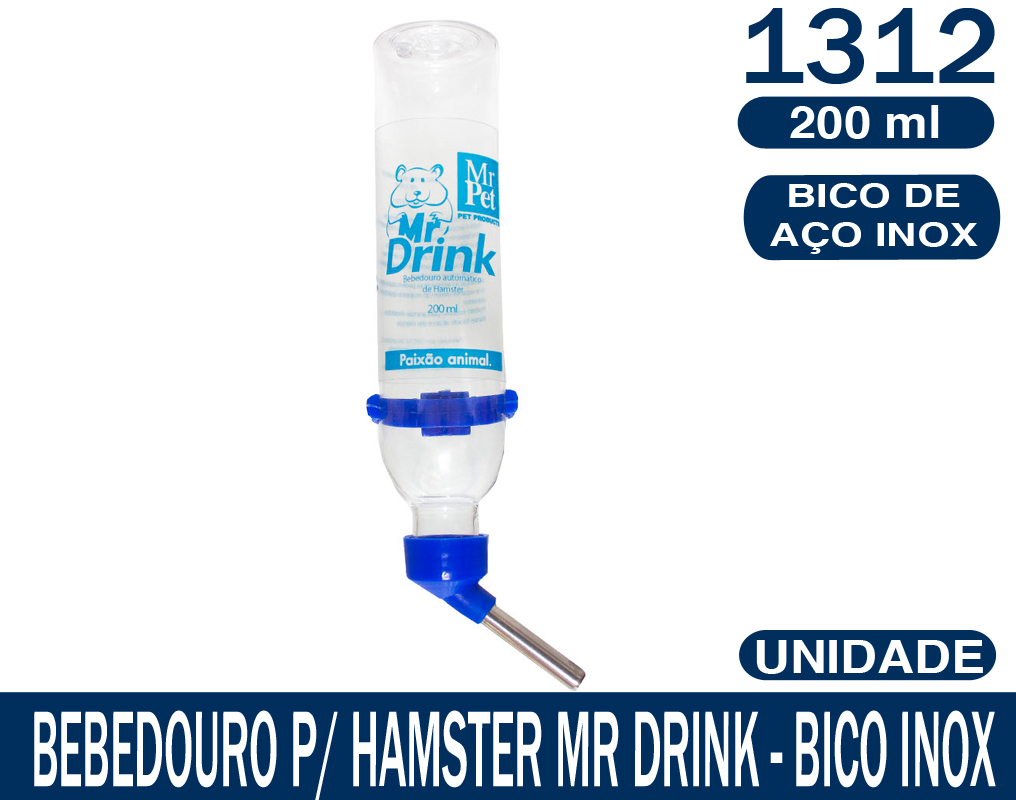 1312
200 ml
BICO DE
AÇO INOX
Mr
Pet
PET PRODUCTS
Mr.
Drink
Bebedouro automático
de Hamster
200 ml
Paixão animal.
UNIDADE
BEBEDOURO P/ HAMSTER MR DRINK - BICO INOX